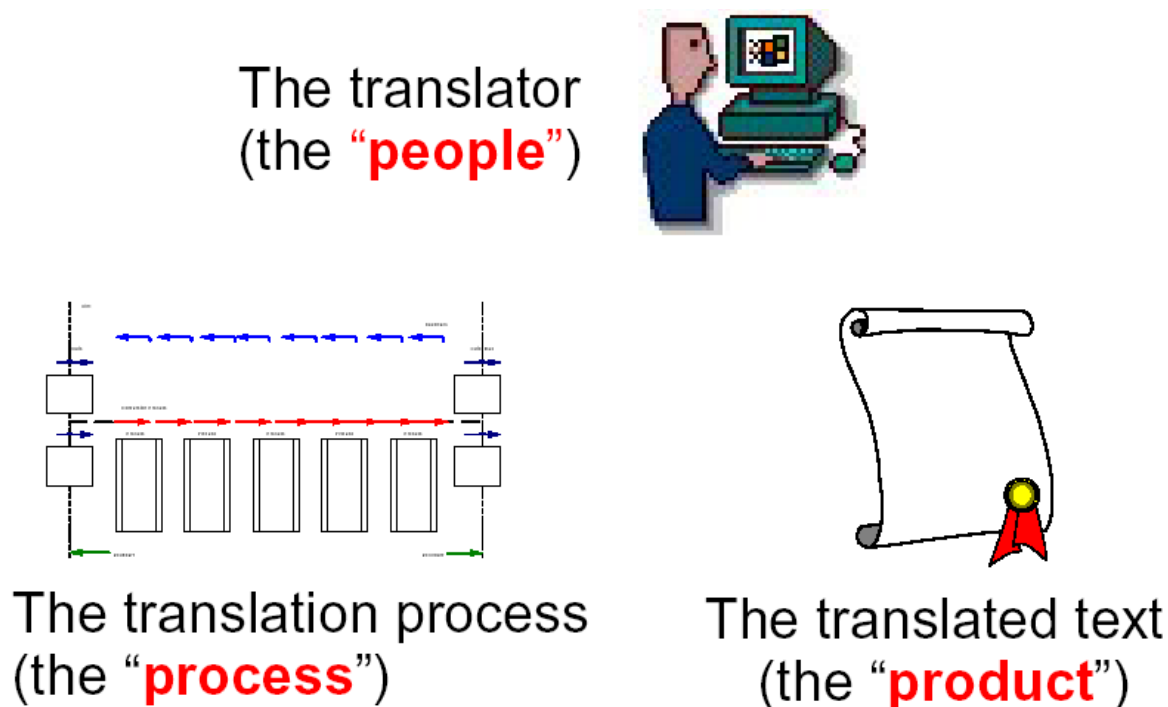 The translator
(the “people”)
The translation process
(the “process”)
The translated text
(the “product”)